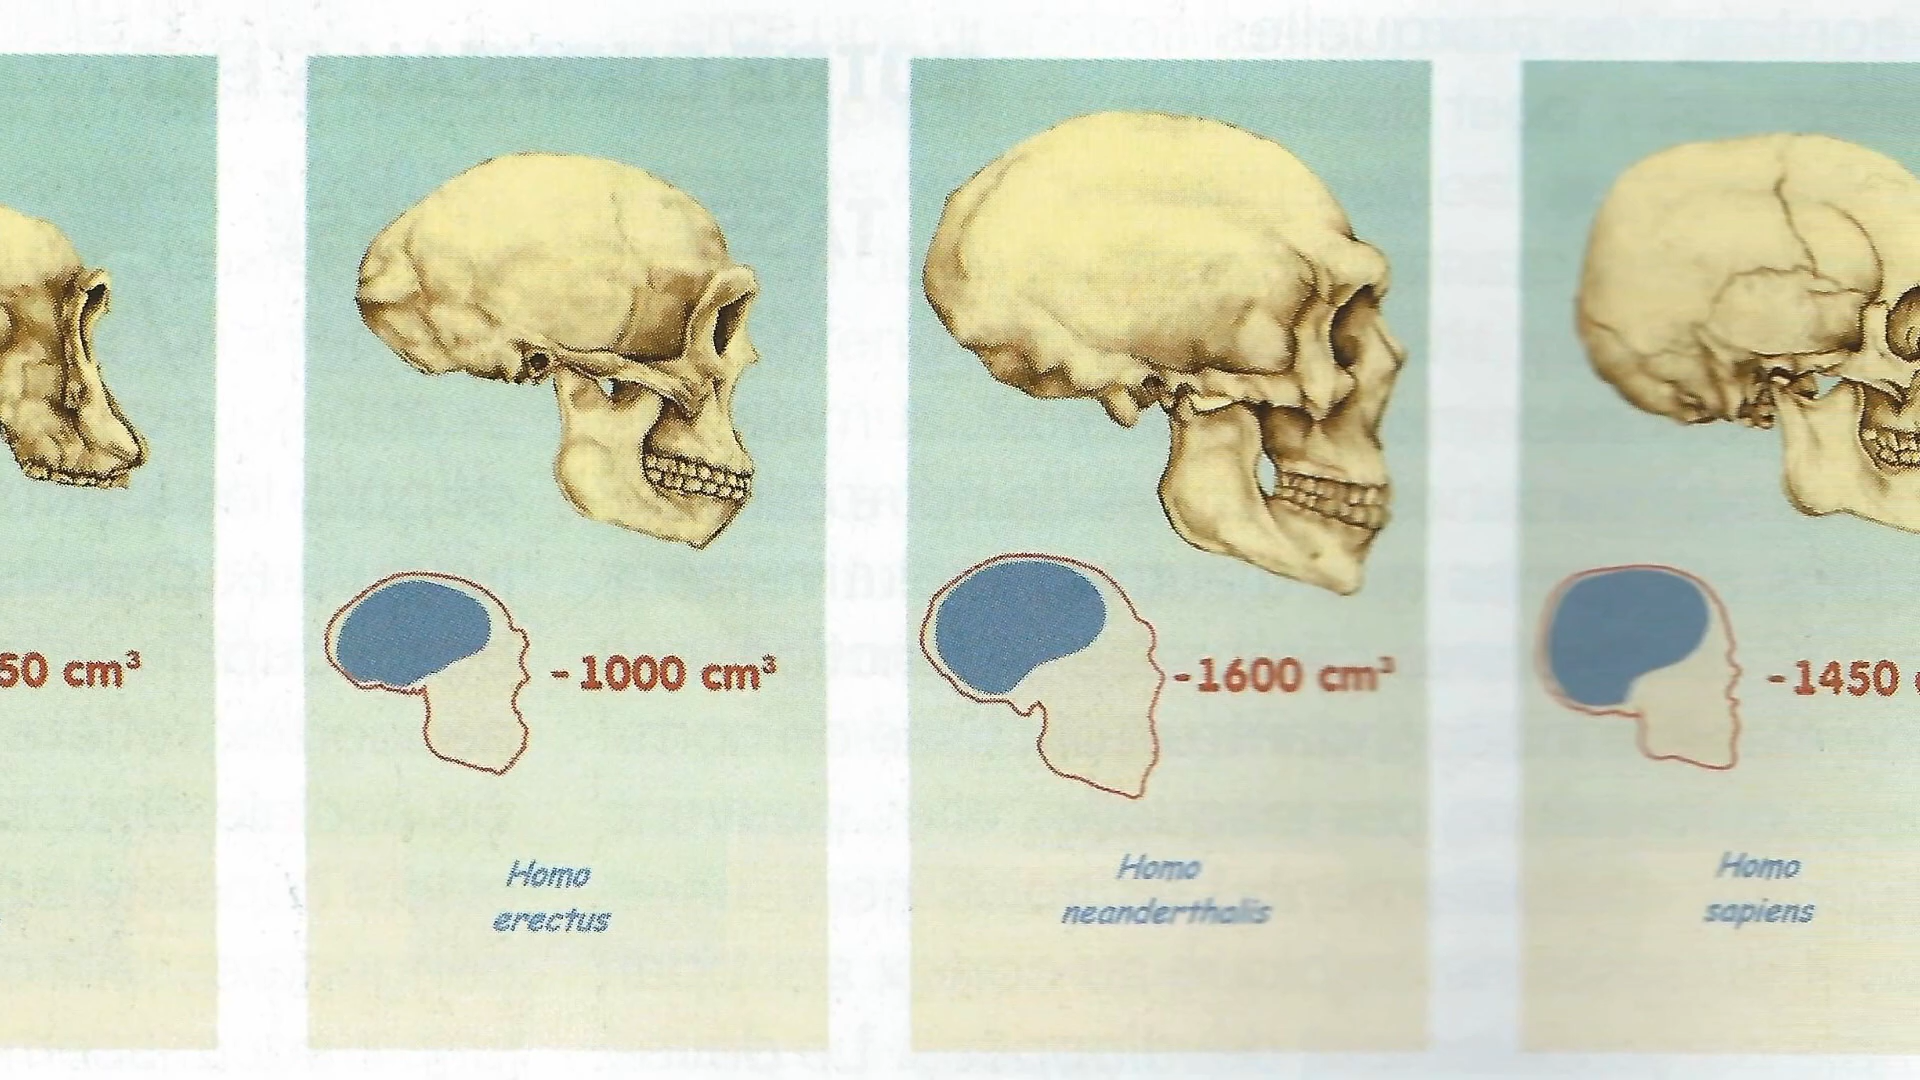 50 cm³
-1000 cm³
-1600 cm³
-1450
Homo
erectus
Homo
neanderthalis
Homo
sapiens